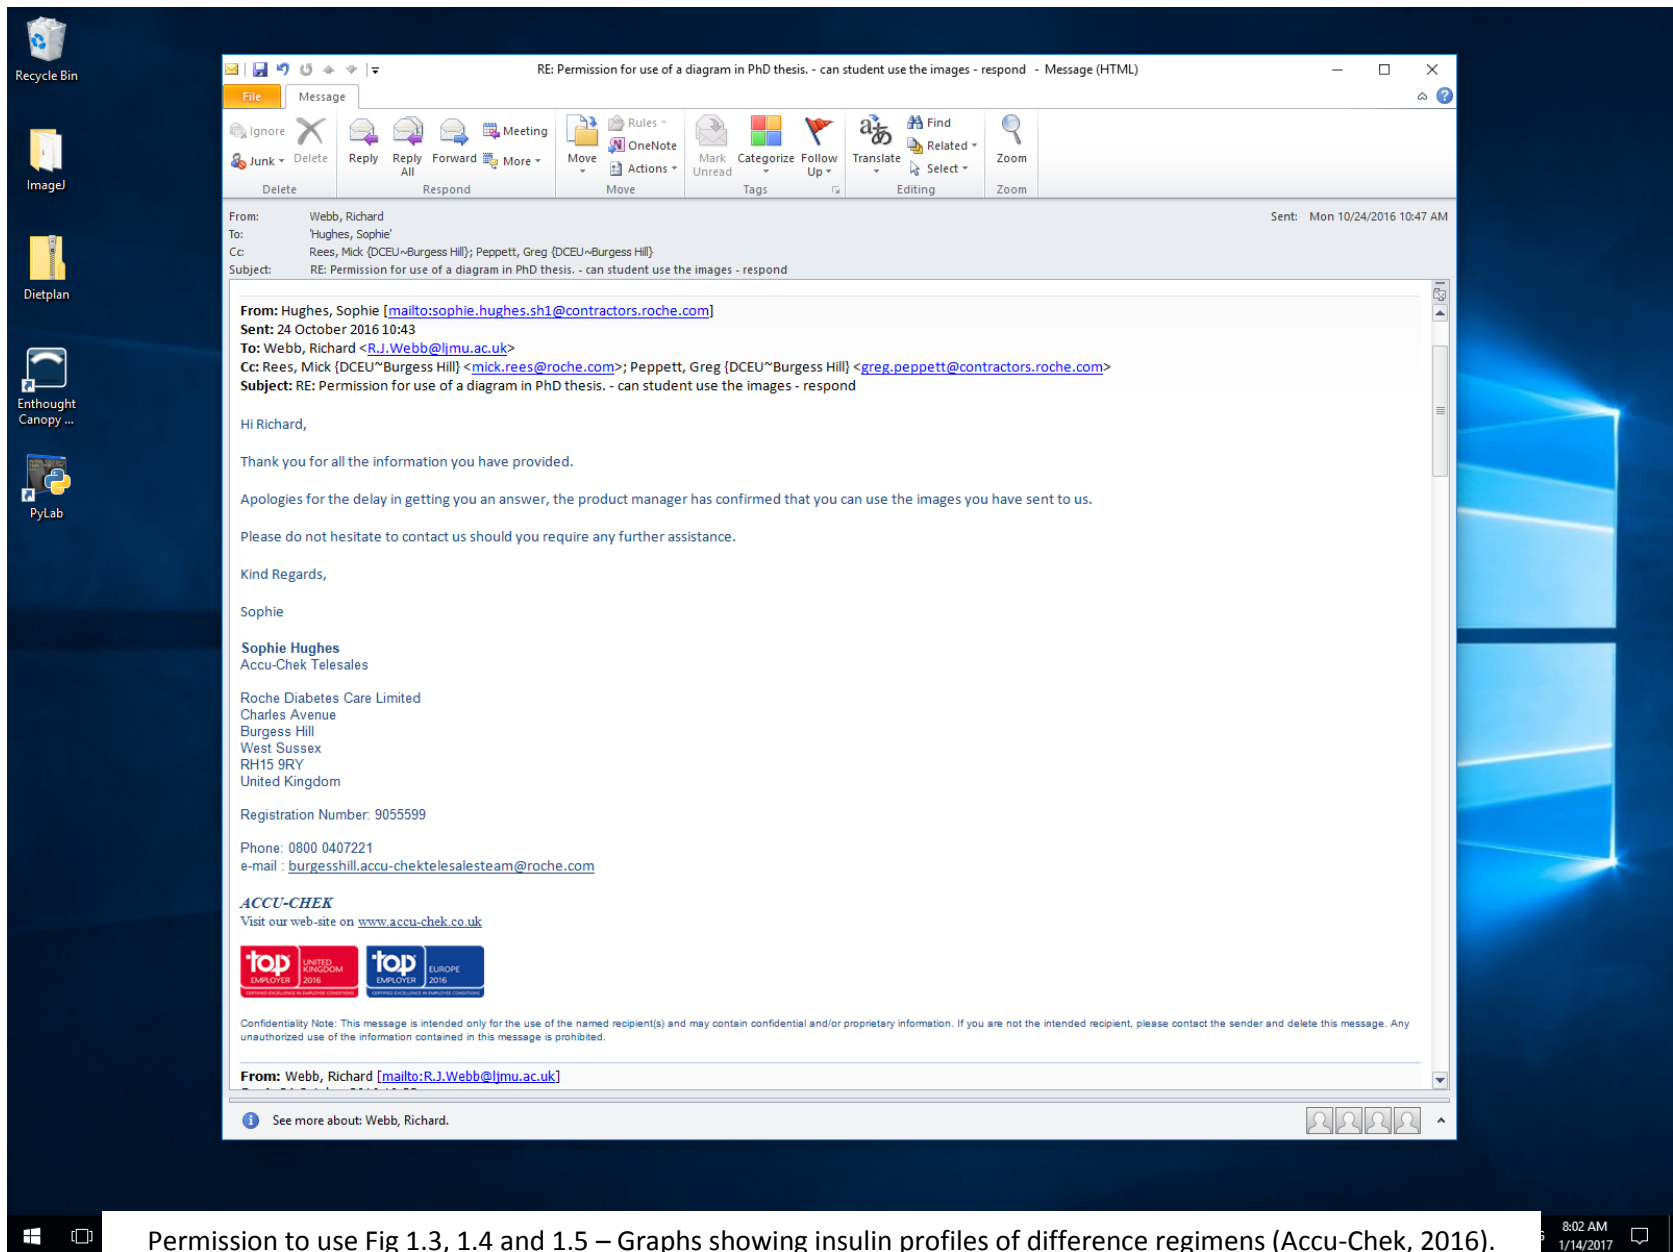 Recycle Bin
ImageJ
Dietplan
Enthought
Canopy ...
PyLab
RE: Permission for use of a diagram in PhD thesis. - can student use the images - respond - Message (HTML)
File Message
Ignore
Junk
Delete
Delete
Reply
Reply All
Forward
Meeting
More
Respond
Move
Rules
OneNote
Actions
Move
Mark Unread
Categorize
Follow Up
Tags
Translate
Find
Related
Select
Editing
Zoom
Zoom
From: Webb, Richard
Sent: Mon 10/24/2016 10:47 AM
To: 'Hughes, Sophie'
Cc: Rees, Mick {DCEU~Burgess Hill}; Peppett, Greg {DCEU~Burgess Hill}
Subject: RE: Permission for use of a diagram in PhD thesis. - can student use the images - respond
From: Hughes, Sophie [mailto:sophie.hughes.sh1@contractors.roche.com]
Sent: 24 October 2016 10:43
To: Webb, Richard <R.J.Webb@ljmu.ac.uk>
Cc: Rees, Mick {DCEU~Burgess Hill} <mick.rees@roche.com>; Peppett, Greg {DCEU~Burgess Hill} <greg.peppett@contractors.roche.com>
Subject: RE: Permission for use of a diagram in PhD thesis. - can student use the images - respond
Hi Richard,
Thank you for all the information you have provided.
Apologies for the delay in getting you an answer, the product manager has confirmed that you can use the images you have sent to us.
Please do not hesitate to contact us should you require any further assistance.
Kind Regards,
Sophie
Sophie Hughes
Accu-Chek Telesales
Roche Diabetes Care Limited
Charles Avenue
Burgess Hill
West Sussex
RH15 9RY
United Kingdom
Registration Number: 9055599
Phone: 0800 0407221
e-mail : burgesshill.accu-chektelesalesteam@roche.com
ACCU-CHEK
Visit our web-site on www.accu-chek.co.uk
top EMPLOYER UNITED KINGDOM 2016
CERTIFIED EXCELLENCE IN EMPLOYEE CONDITIONS
top EMPLOYER EUROPE 2016
CERTIFIED EXCELLENCE IN EMPLOYEE CONDITIONS
Confidentiality Note: This message is intended only for the use of the named recipient(s) and may contain confidential and/or proprietary information. If you are not the intended recipient, please contact the sender and delete this message. Any
unauthorized use of the information contained in this message is prohibited.
From: Webb, Richard [mailto:R.J.Webb@ljmu.ac.uk]
See more about: Webb, Richard.
Permission to use Fig 1.3, 1.4 and 1.5 – Graphs showing insulin profiles of difference regimens (Accu-Chek, 2016).
8:02 AM
1/14/2017